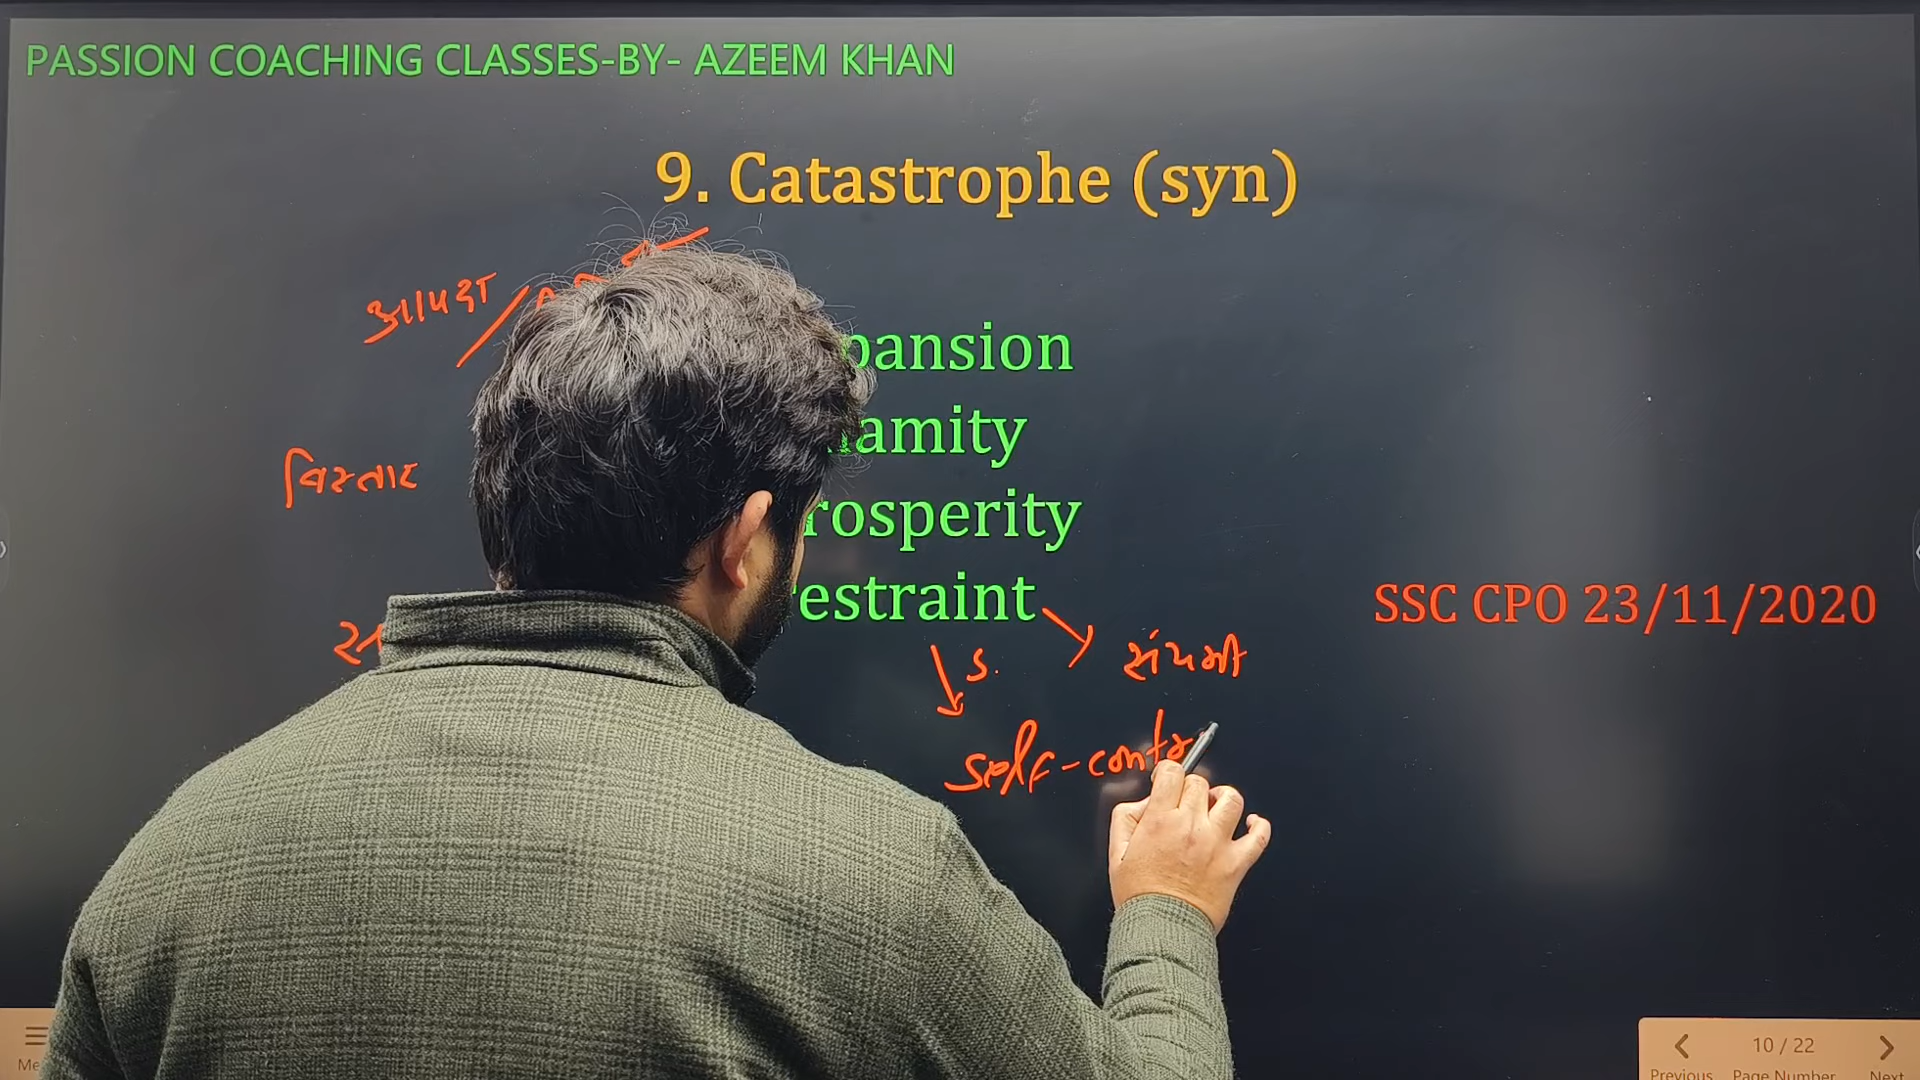 PASSION COACHING CLASSES-BY- AZEEM KHAN
9. Catastrophe (syn)
आपदा /
pansion
विस्तार
amity
rosperity
restraint
SSC CPO 23/11/2020
S.
संयमी
self-contr
10 / 22
Previous Page Number Next